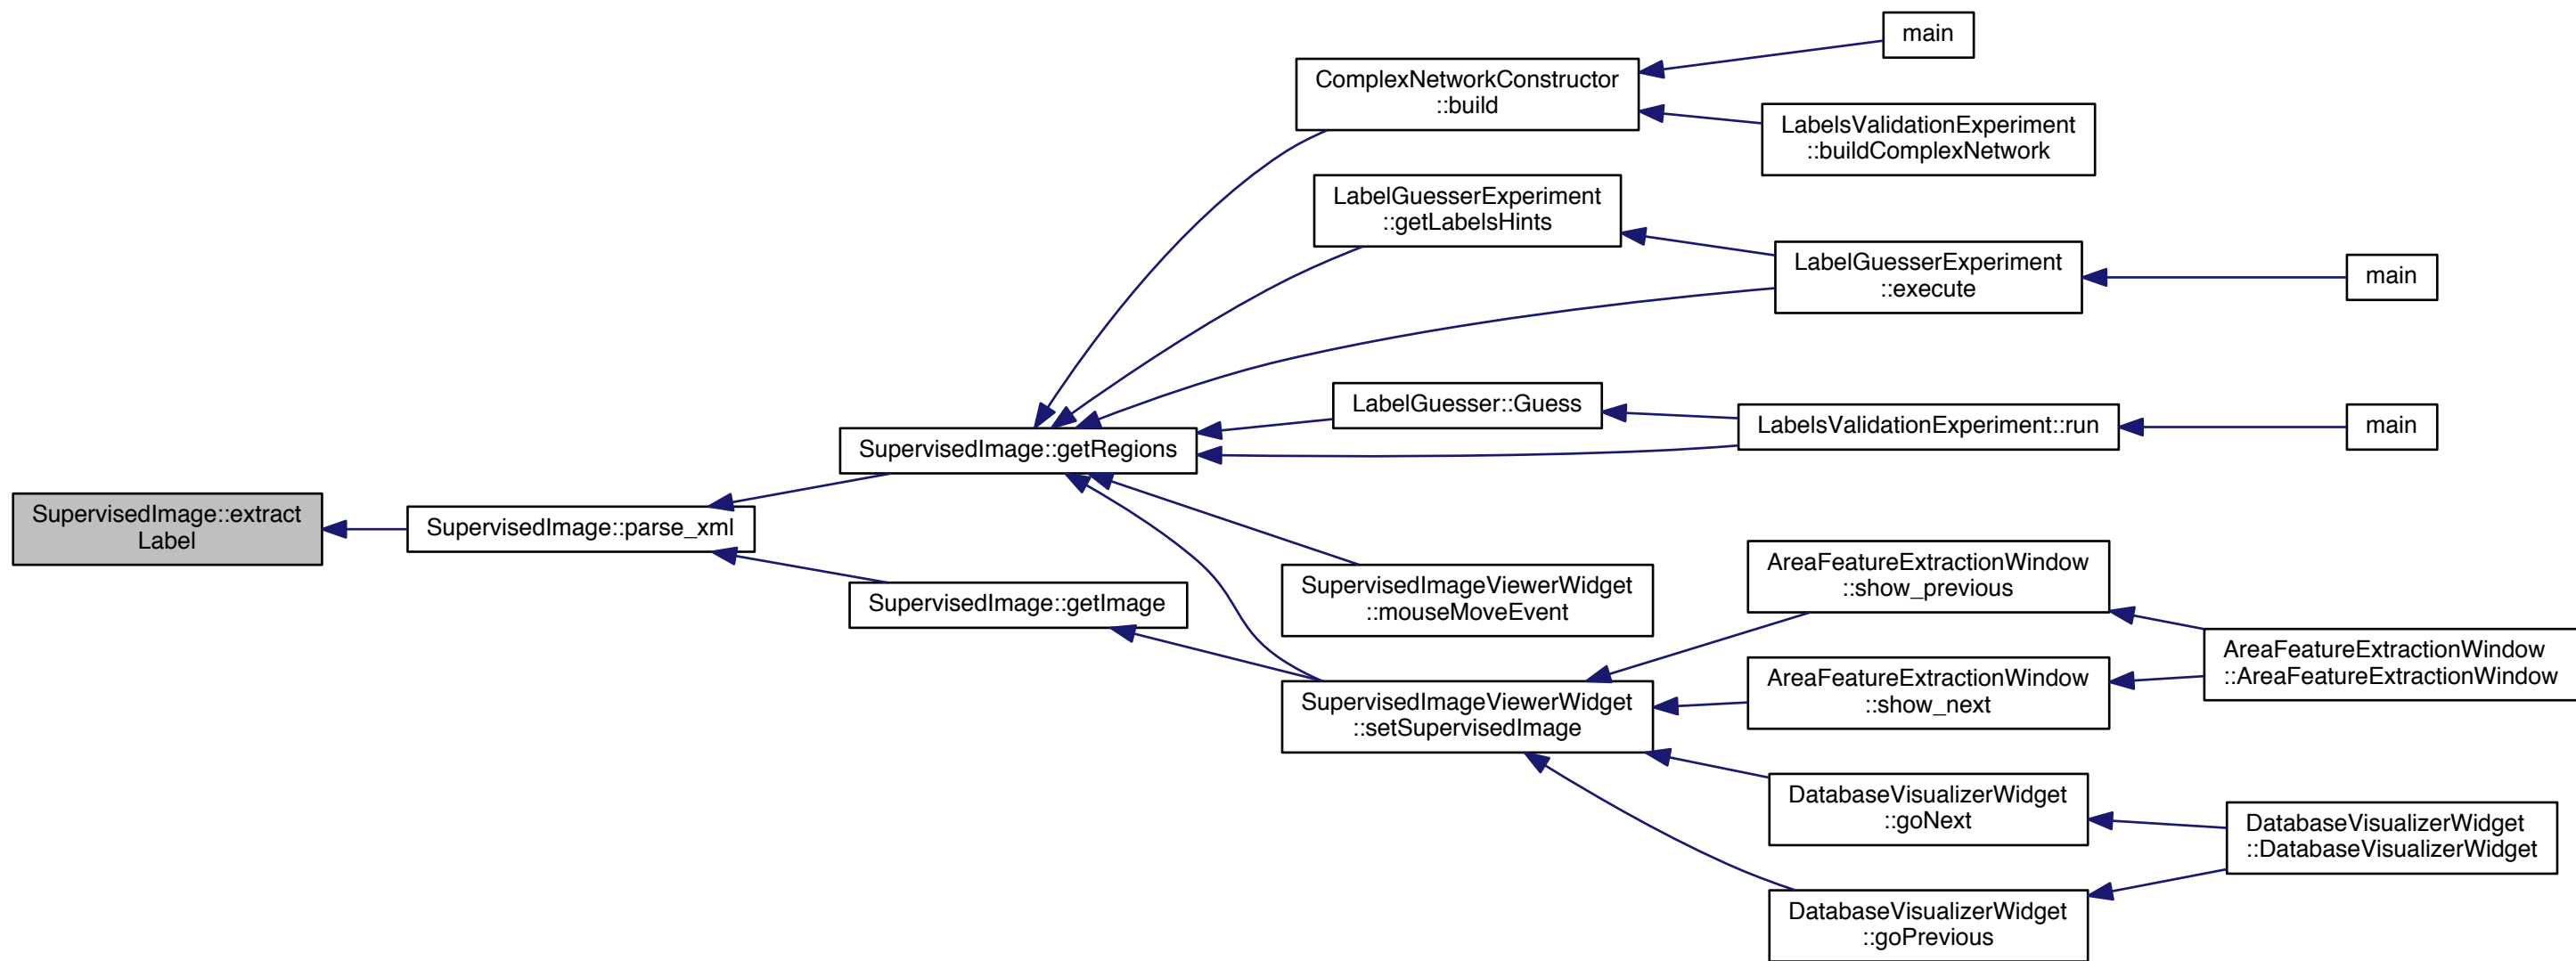 SupervisedImage::extract
Label
SupervisedImage::parse_xml
SupervisedImage::getRegions
SupervisedImage::getImage
ComplexNetworkConstructor
::build
main
LabelsValidationExperiment
::buildComplexNetwork
LabelGuesserExperiment
::getLabelsHints
LabelGuesserExperiment
::execute
main
LabelGuesser::Guess
LabelsValidationExperiment::run
main
SupervisedImageViewerWidget
::mouseMoveEvent
SupervisedImageViewerWidget
::setSupervisedImage
AreaFeatureExtractionWindow
::show_previous
AreaFeatureExtractionWindow
::show_next
AreaFeatureExtractionWindow
::AreaFeatureExtractionWindow
DatabaseVisualizerWidget
::goNext
DatabaseVisualizerWidget
::goPrevious
DatabaseVisualizerWidget
::DatabaseVisualizerWidget